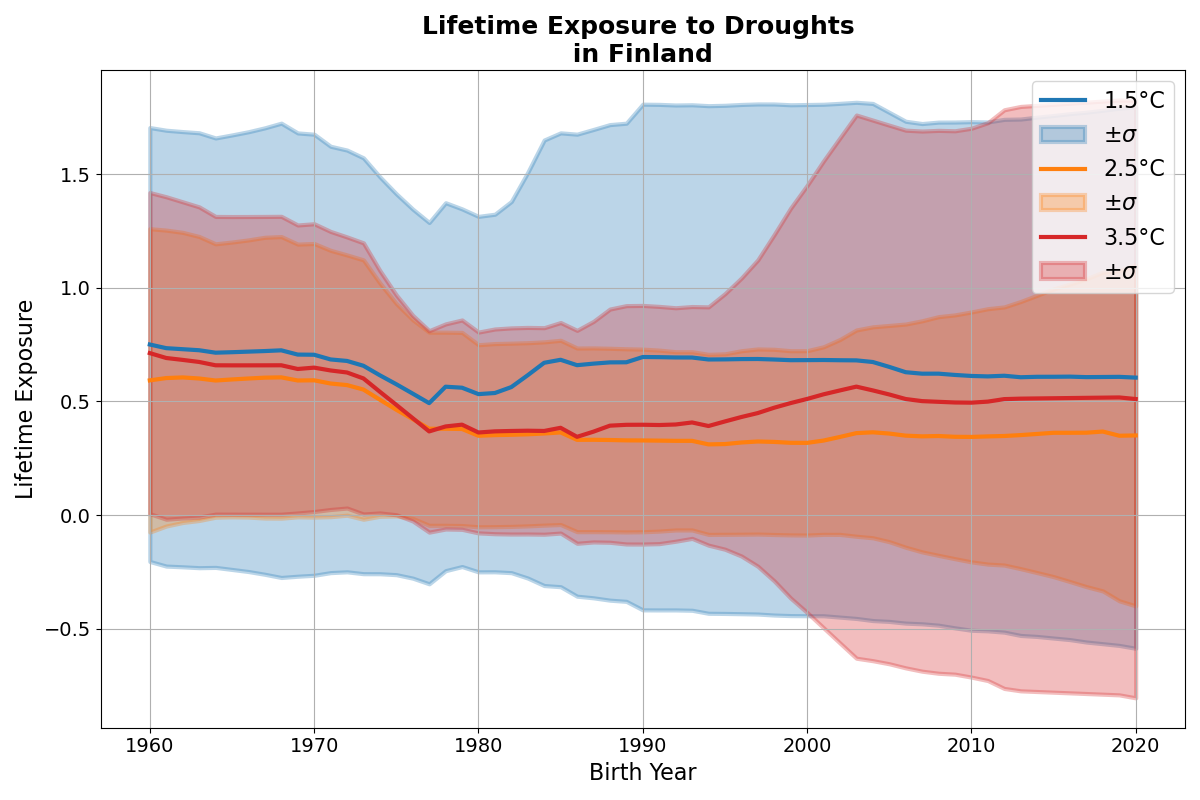 Lifetime Exposure to Droughts
in Finland
Lifetime Exposure
1.5
1.0
0.5
0.0
−0.5
1.5°C
±σ
2.5°C
±σ
3.5°C
±σ
1960 1970 1980 1990 2000 2010 2020
Birth Year